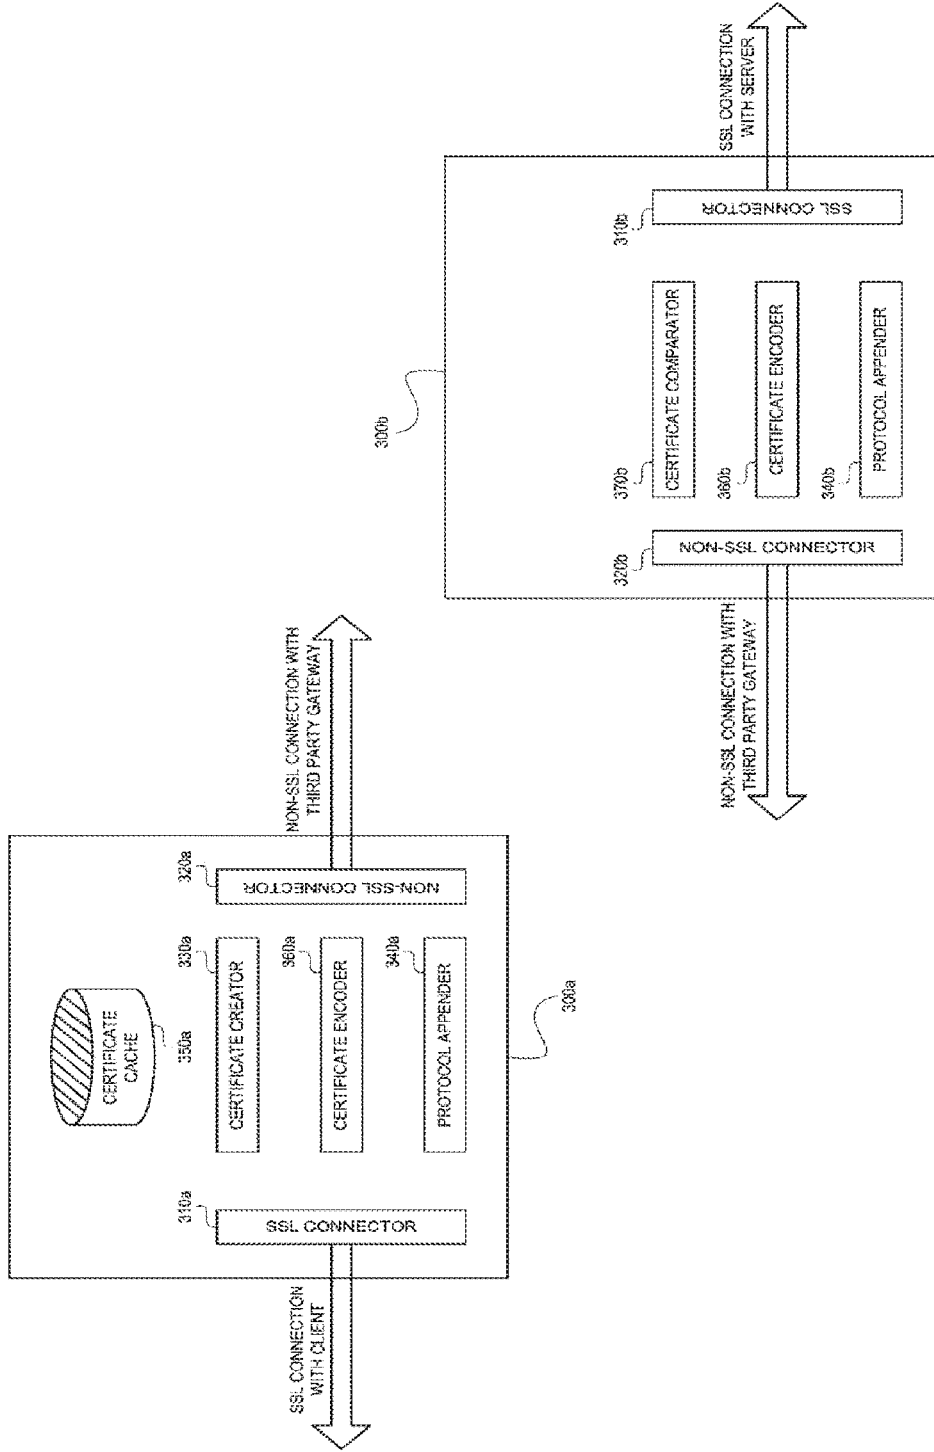 SSL CONNECTION
WITH CLIENT
310a
SSL CONNECTOR
CERTIFICATE
CACHE
350a
330a
CERTIFICATE CREATOR
360a
CERTIFICATE ENCODER
340a
PROTOCOL APPENDER
320a
NON-SSL CONNECTOR
300a
NON-SSL CONNECTION WITH
THIRD PARTY GATEWAY
NON-SSL CONNECTION WITH
THIRD PARTY GATEWAY
300b
320b
NON-SSL CONNECTOR
370b
CERTIFICATE COMPARATOR
360b
CERTIFICATE ENCODER
340b
PROTOCOL APPENDER
310b
SSL CONNECTOR
SSL CONNECTION
WITH SERVER